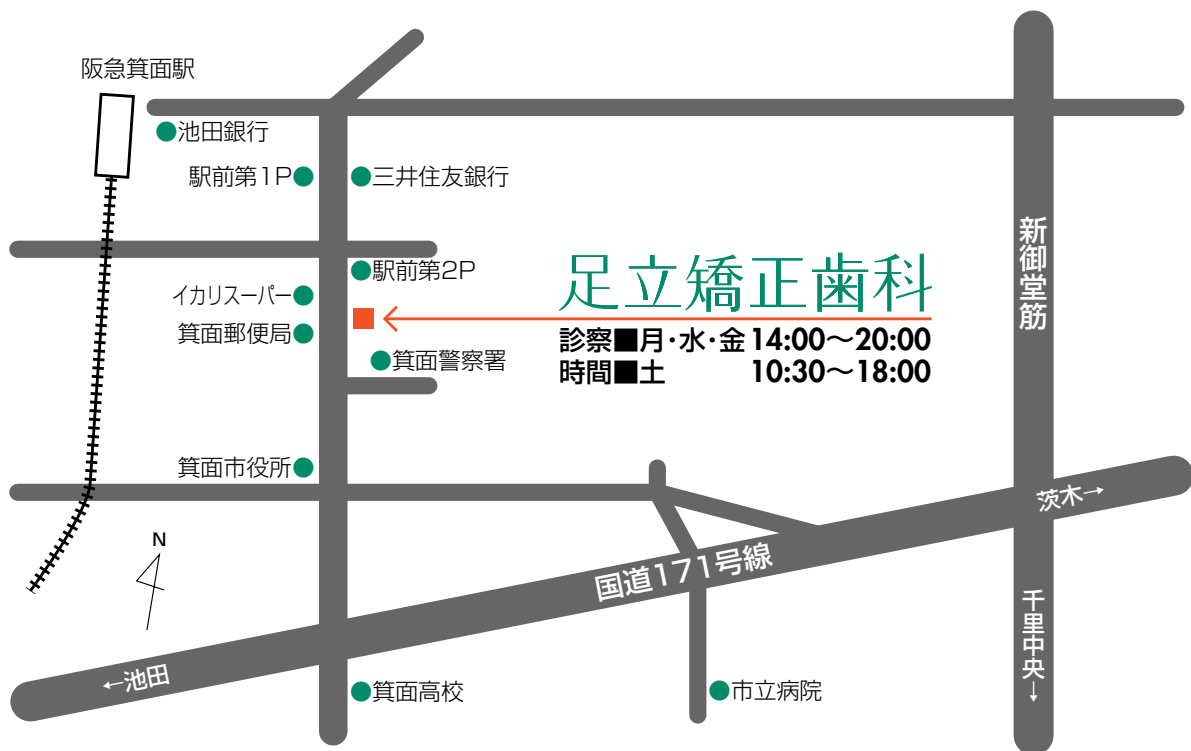 阪急箕面駅
池田銀行
駅前第1P
三井住友銀行
新御堂筋
駅前第2P
足立矯正歯科
イカリスーパー
箕面郵便局
診察■月・水・金 14:00〜20:00
時間■土 10:30〜18:00
箕面警察署
箕面市役所
茨木→
N
国道171号線
千里中央→
←池田
箕面高校
市立病院